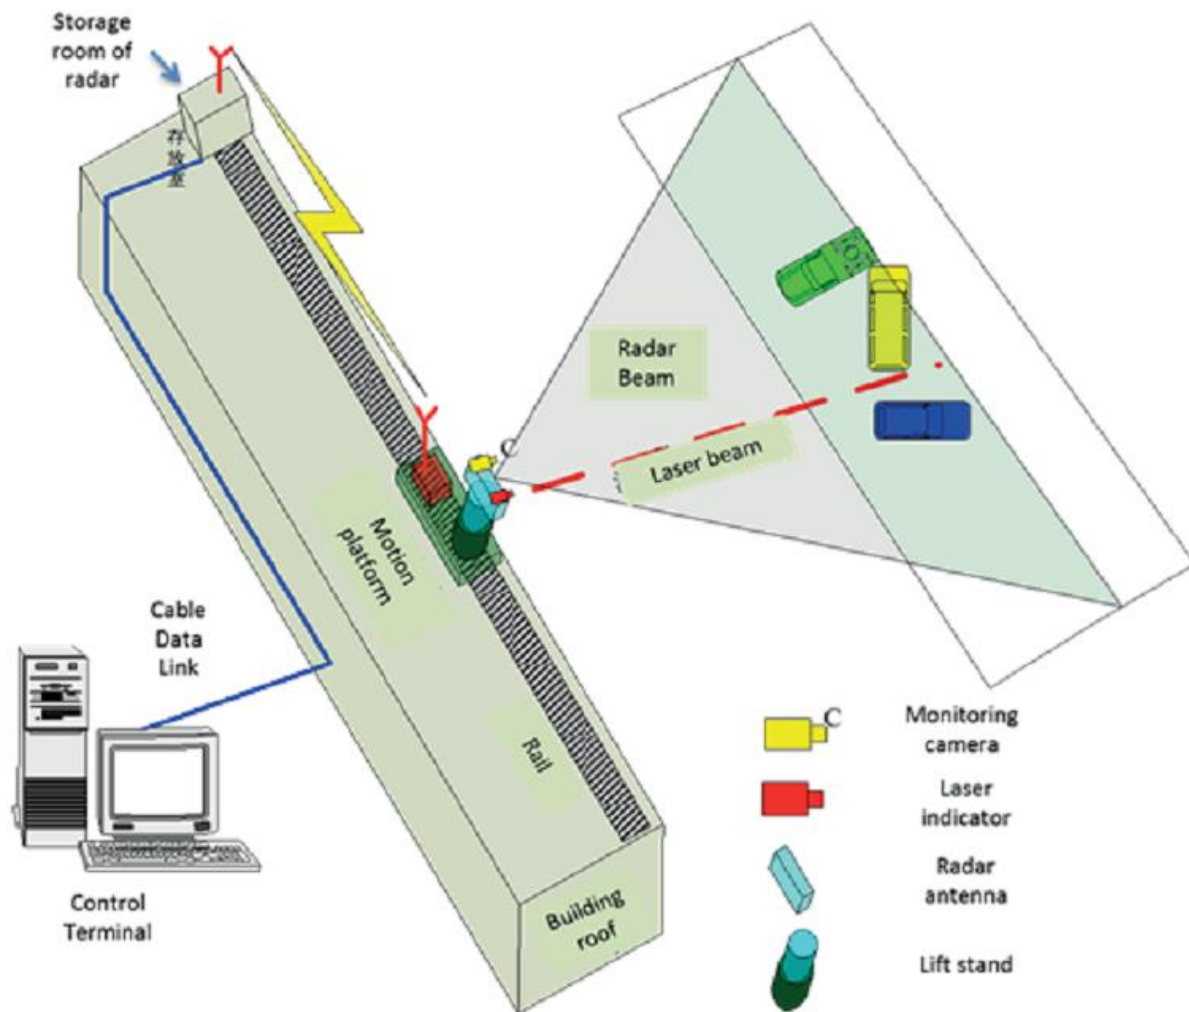 Storage
room of
radar
存放室
Radar
Beam
C
Laser beam
Motion
platform
Cable
Data
Link
Rail
C
Monitoring
camera
Laser
indicator
Radar
antenna
Building
roof
Control
Terminal
Lift stand